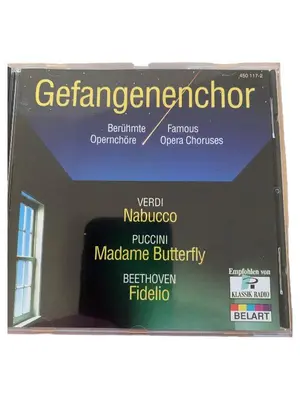 450 117-2
Gefangenenchor
Berühmte / Famous
Opernchöre / Opera Choruses
VERDI
Nabucco
PUCCINI
Madame Butterfly
BEETHOVEN
Fidelio
Empfohlen von
KLASSIK RADIO
BELART